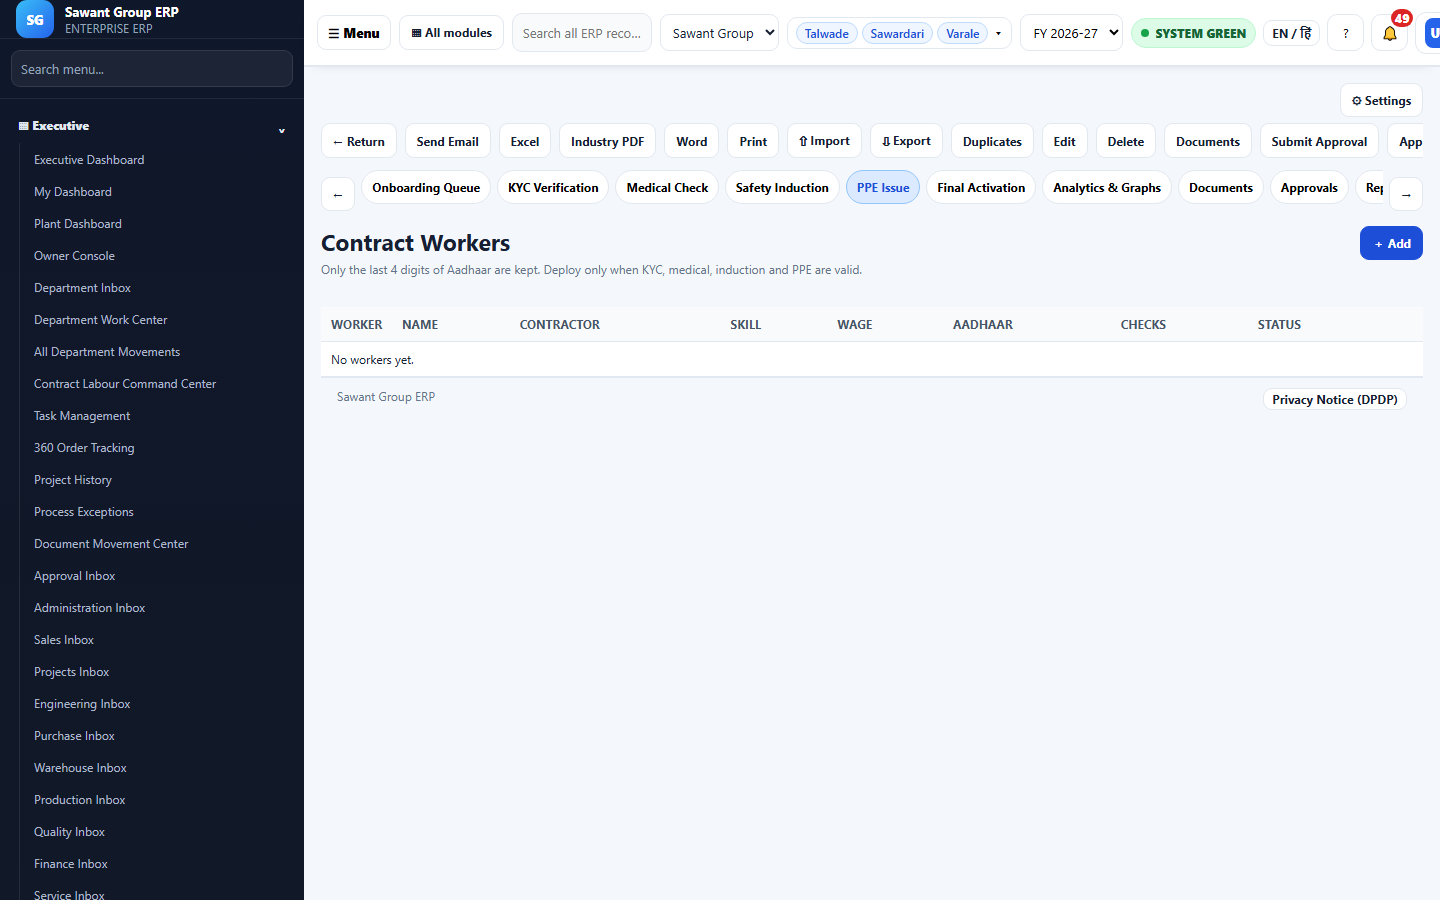 SG
Sawant Group ERP
ENTERPRISE ERP
Search menu...
Executive
Executive Dashboard
My Dashboard
Plant Dashboard
Owner Console
Department Inbox
Department Work Center
All Department Movements
Contract Labour Command Center
Task Management
360 Order Tracking
Project History
Process Exceptions
Document Movement Center
Approval Inbox
Administration Inbox
Sales Inbox
Projects Inbox
Engineering Inbox
Purchase Inbox
Warehouse Inbox
Production Inbox
Quality Inbox
Finance Inbox
Service Inbox
☰ Menu
All modules
Search all ERP reco...
Sawant Group
Talwade Sawardari Varale
FY 2026-27
SYSTEM GREEN
EN / हिं
?
49
U
⚙ Settings
← Return Send Email Excel Industry PDF Word Print ⇧ Import ⇩ Export Duplicates Edit Delete Documents Submit Approval App
← Onboarding Queue KYC Verification Medical Check Safety Induction PPE Issue Final Activation Analytics & Graphs Documents Approvals Rep →
Contract Workers
+ Add
Only the last 4 digits of Aadhaar are kept. Deploy only when KYC, medical, induction and PPE are valid.
WORKER NAME CONTRACTOR SKILL WAGE AADHAAR CHECKS STATUS
No workers yet.
Sawant Group ERP
Privacy Notice (DPDP)